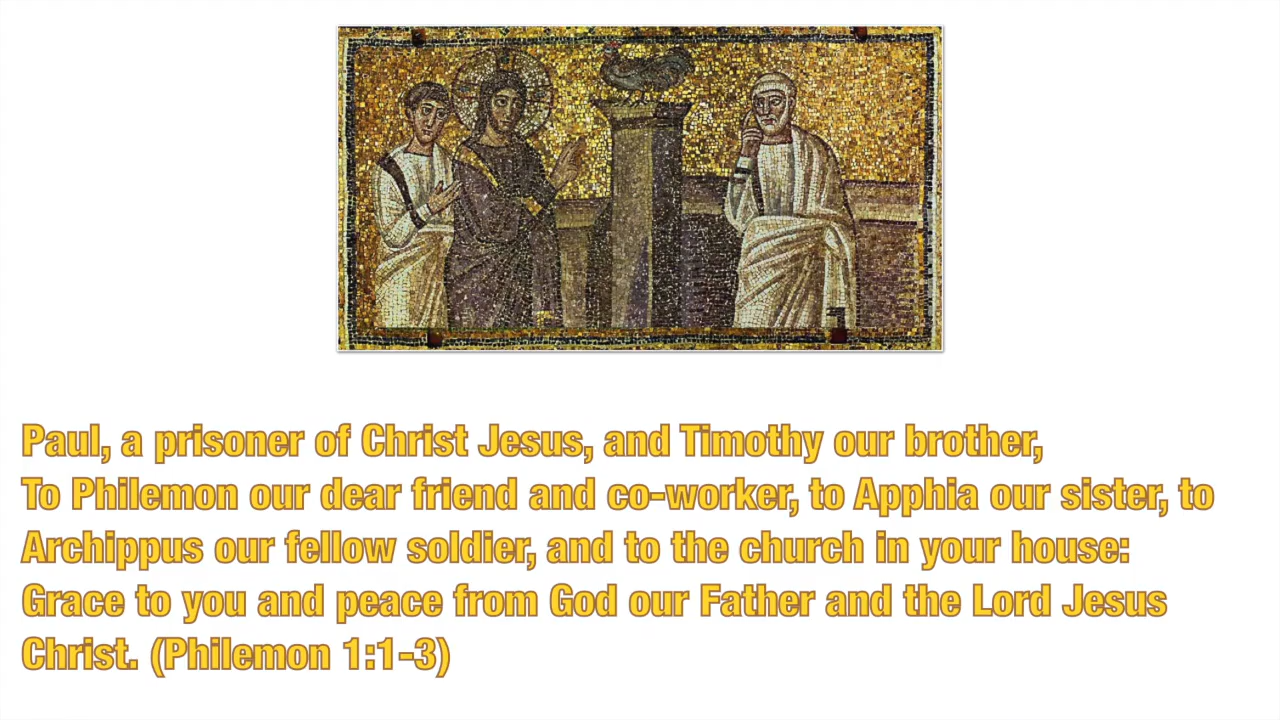 Paul, a prisoner of Christ Jesus, and Timothy our brother,
To Philemon our dear friend and co-worker, to Apphia our sister, to
Archippus our fellow soldier, and to the church in your house:
Grace to you and peace from God our Father and the Lord Jesus
Christ. (Philemon 1:1-3)